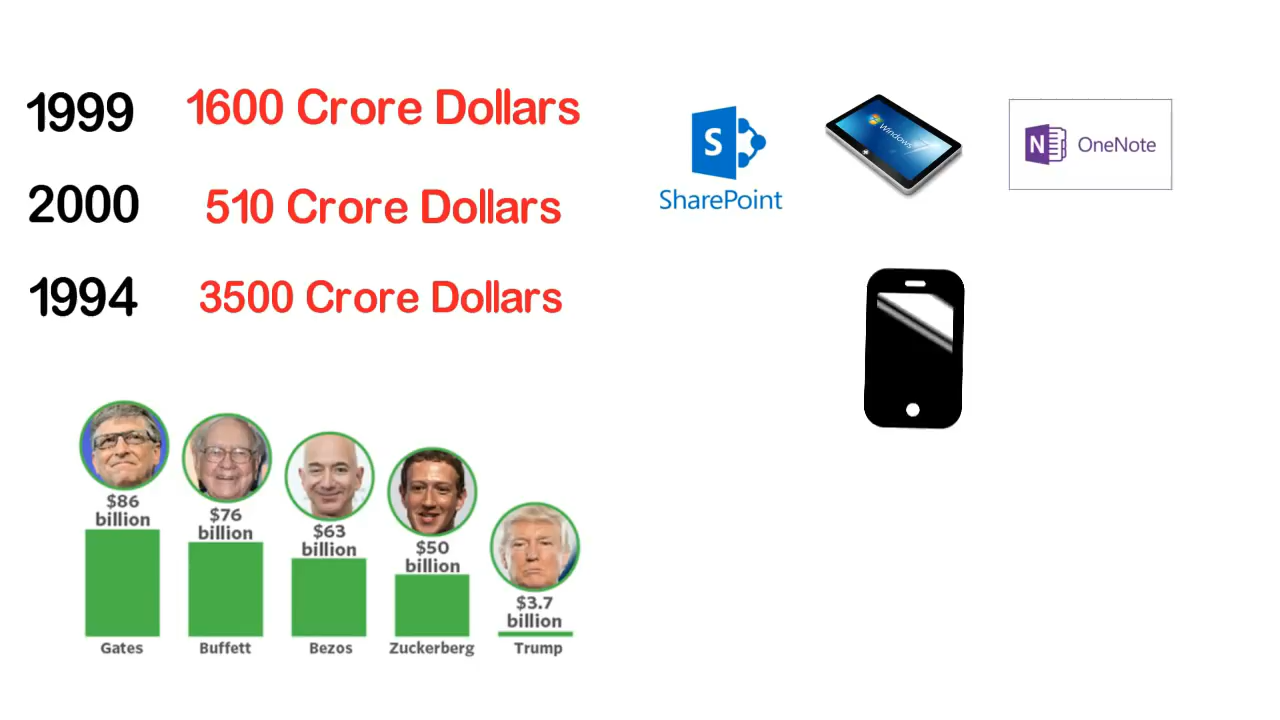 1999 1600 Crore Dollars
2000 510 Crore Dollars
1994 3500 Crore Dollars
S
SharePoint
Windows 7
N OneNote
$86
billion
$76
billion
$63
billion
$50
billion
$3.7
billion
Gates Buffett Bezos Zuckerberg Trump